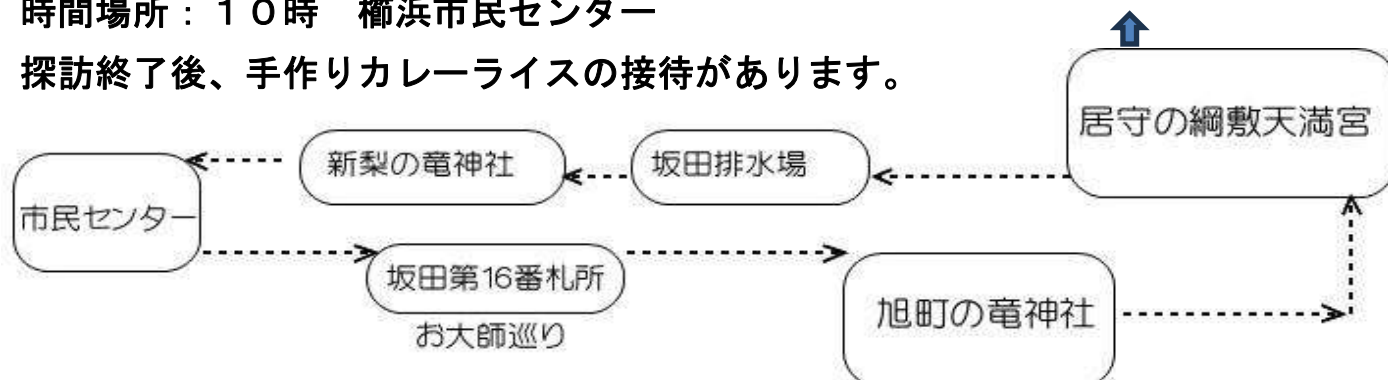 時間場所：１０時　櫛浜市民センター
探訪終了後、手作りカレーライスの接待があります。
居守の綱敷天満宮
新梨の竜神社
坂田排水場
市民センター
坂田第16番札所
お大師巡り
旭町の竜神社